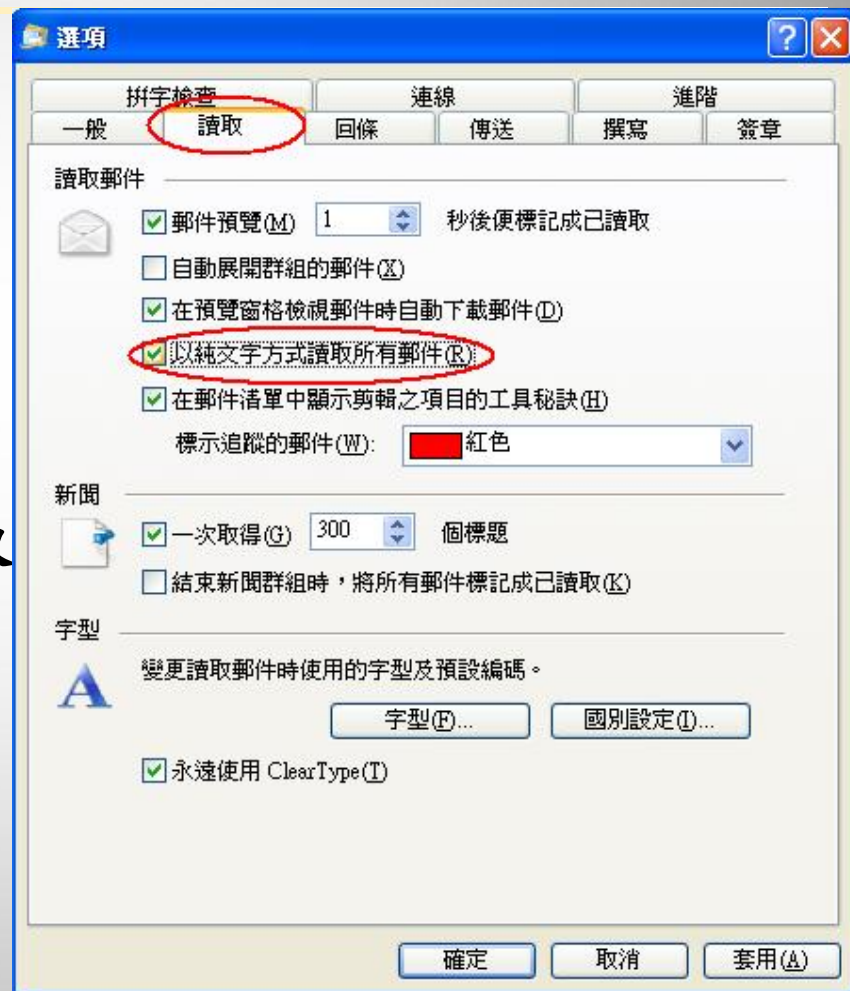 選項
拼字檢查 連線 進階
一般 讀取 回條 傳送 撰寫 簽章
讀取郵件
郵件預覽(M) 1 秒後便標記成已讀取
自動展開群組的郵件(X)
在預覽窗格檢視郵件時自動下載郵件(D)
以純文字方式讀取所有郵件(R)
在郵件清單中顯示剪輯之項目的工具秘訣(H)
標示追蹤的郵件(W): 紅色
新聞
一次取得(G) 300 個標題
結束新聞群組時，將所有郵件標記成已讀取(K)
字型
變更讀取郵件時使用的字型及預設編碼。
字型(F)... 國別設定(I)...
永遠使用 ClearType(T)
確定 取消 套用(A)